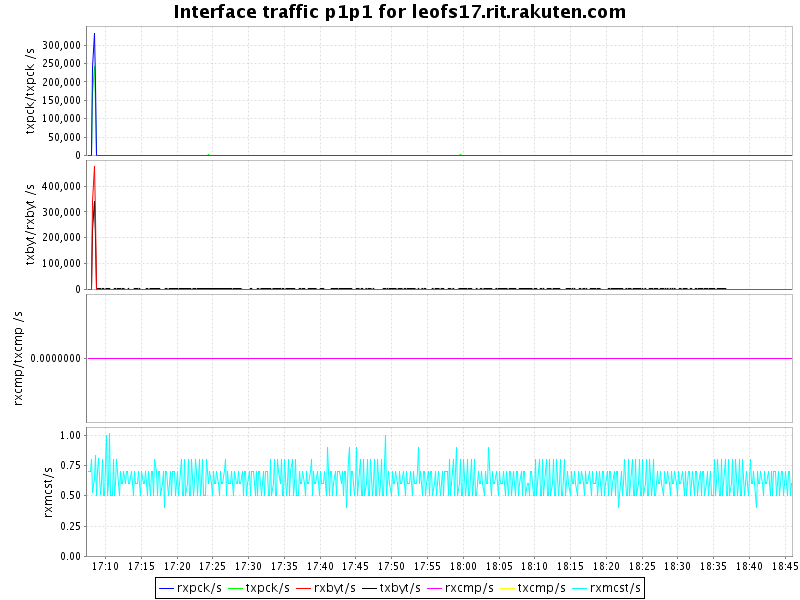 Interface traffic p1p1 for leofs17.rit.rakuten.com
txpck/txpck /s
300,000
250,000
200,000
150,000
100,000
50,000
0
txbyt/rxbyt /s
400,000
300,000
200,000
100,000
0
rxcmp/txcmp /s
0.0000000
rxmcst/s
1.00
0.75
0.50
0.25
0.00
17:10 17:15 17:20 17:25 17:30 17:35 17:40 17:45 17:50 17:55 18:00 18:05 18:10 18:15 18:20 18:25 18:30 18:35 18:40 18:45
rxpck/s txpck/s rxbyt/s txbyt/s rxcmp/s txcmp/s rxmcst/s